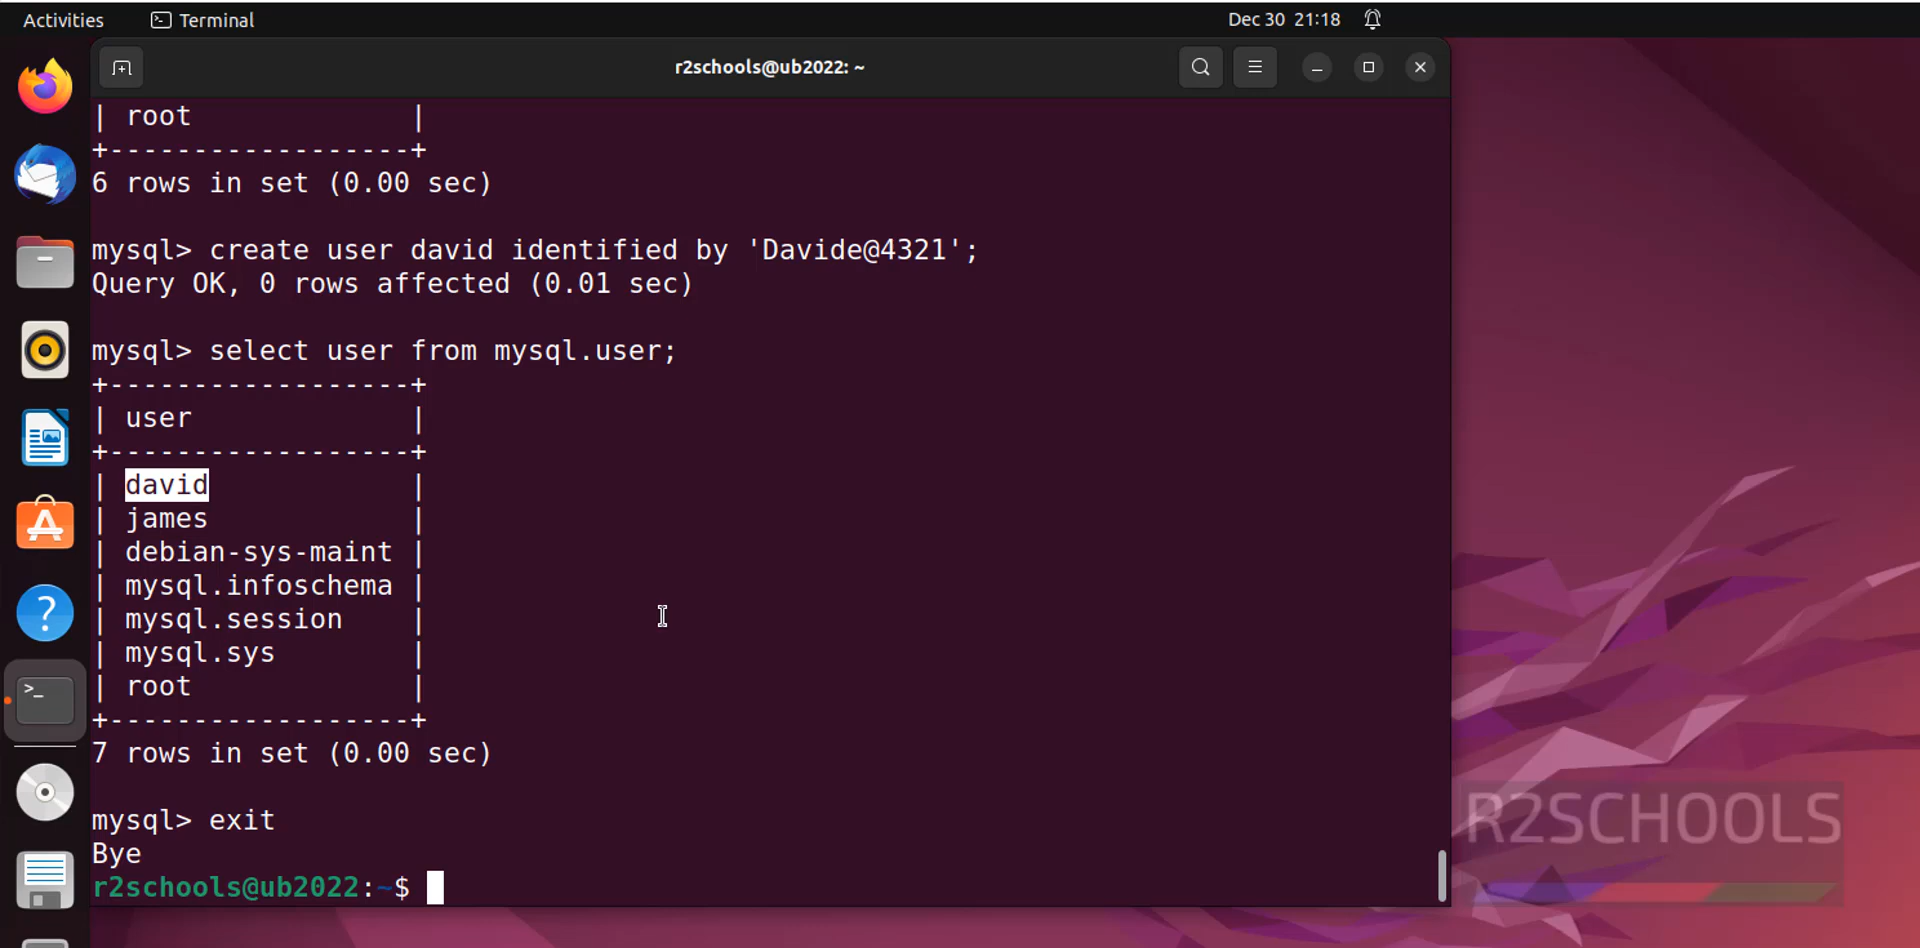 Activities Terminal Dec 30 21:18
r2schools@ub2022: ~
| root             |
+------------------+
6 rows in set (0.00 sec)
mysql> create user david identified by 'Davide@4321';
Query OK, 0 rows affected (0.01 sec)
mysql> select user from mysql.user;
+------------------+
| user             |
+------------------+
| david            |
| james            |
| debian-sys-maint |
| mysql.infoschema |
| mysql.session    |
| mysql.sys        |
| root             |
+------------------+
7 rows in set (0.00 sec)
mysql> exit
Bye
r2schools@ub2022:~$
R2SCHOOLS